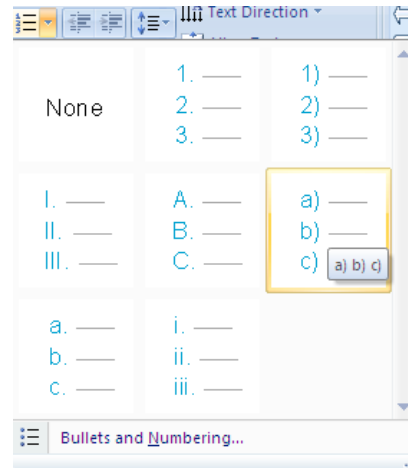 Text Direction
None
1.
2.
3.
1)
2)
3)
I.
II.
III.
A.
B.
C.
a)
b)
c)
a) b) c)
a.
b.
c.
i.
ii.
iii.
Bullets and Numbering...